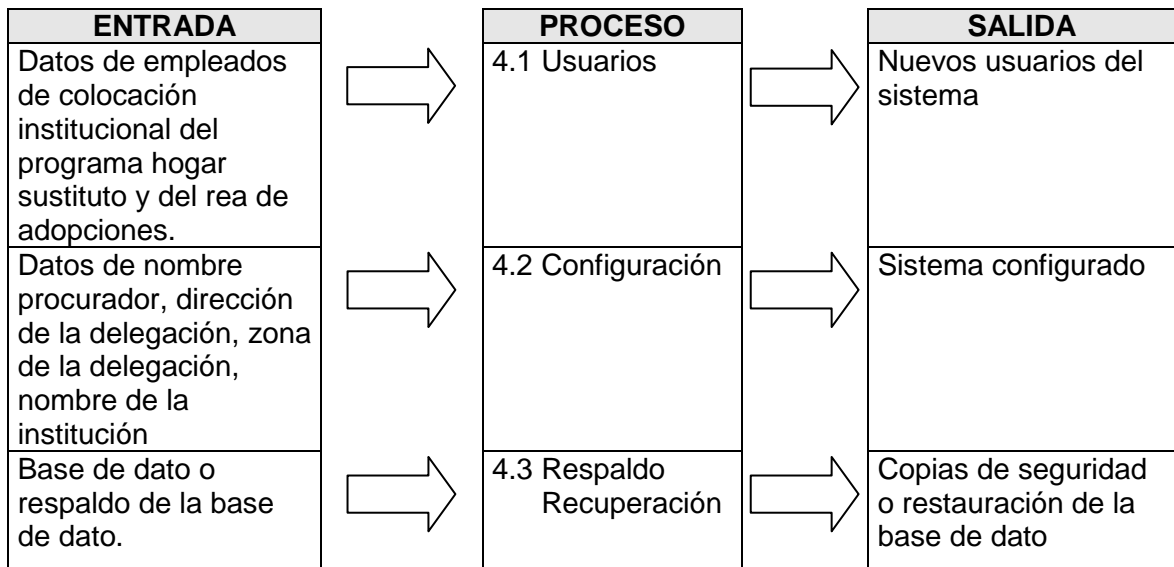 ENTRADA
PROCESO
SALIDA
Datos de empleados
de colocación
institucional del
programa hogar
sustituto y del rea de
adopciones.
4.1 Usuarios
Nuevos usuarios del
sistema
Datos de nombre
procurador, dirección
de la delegación, zona
de la delegación,
nombre de la
institución
4.2 Configuración
Sistema configurado
Base de dato o
respaldo de la base
de dato.
4.3 Respaldo
Recuperación
Copias de seguridad
o restauración de la
base de dato